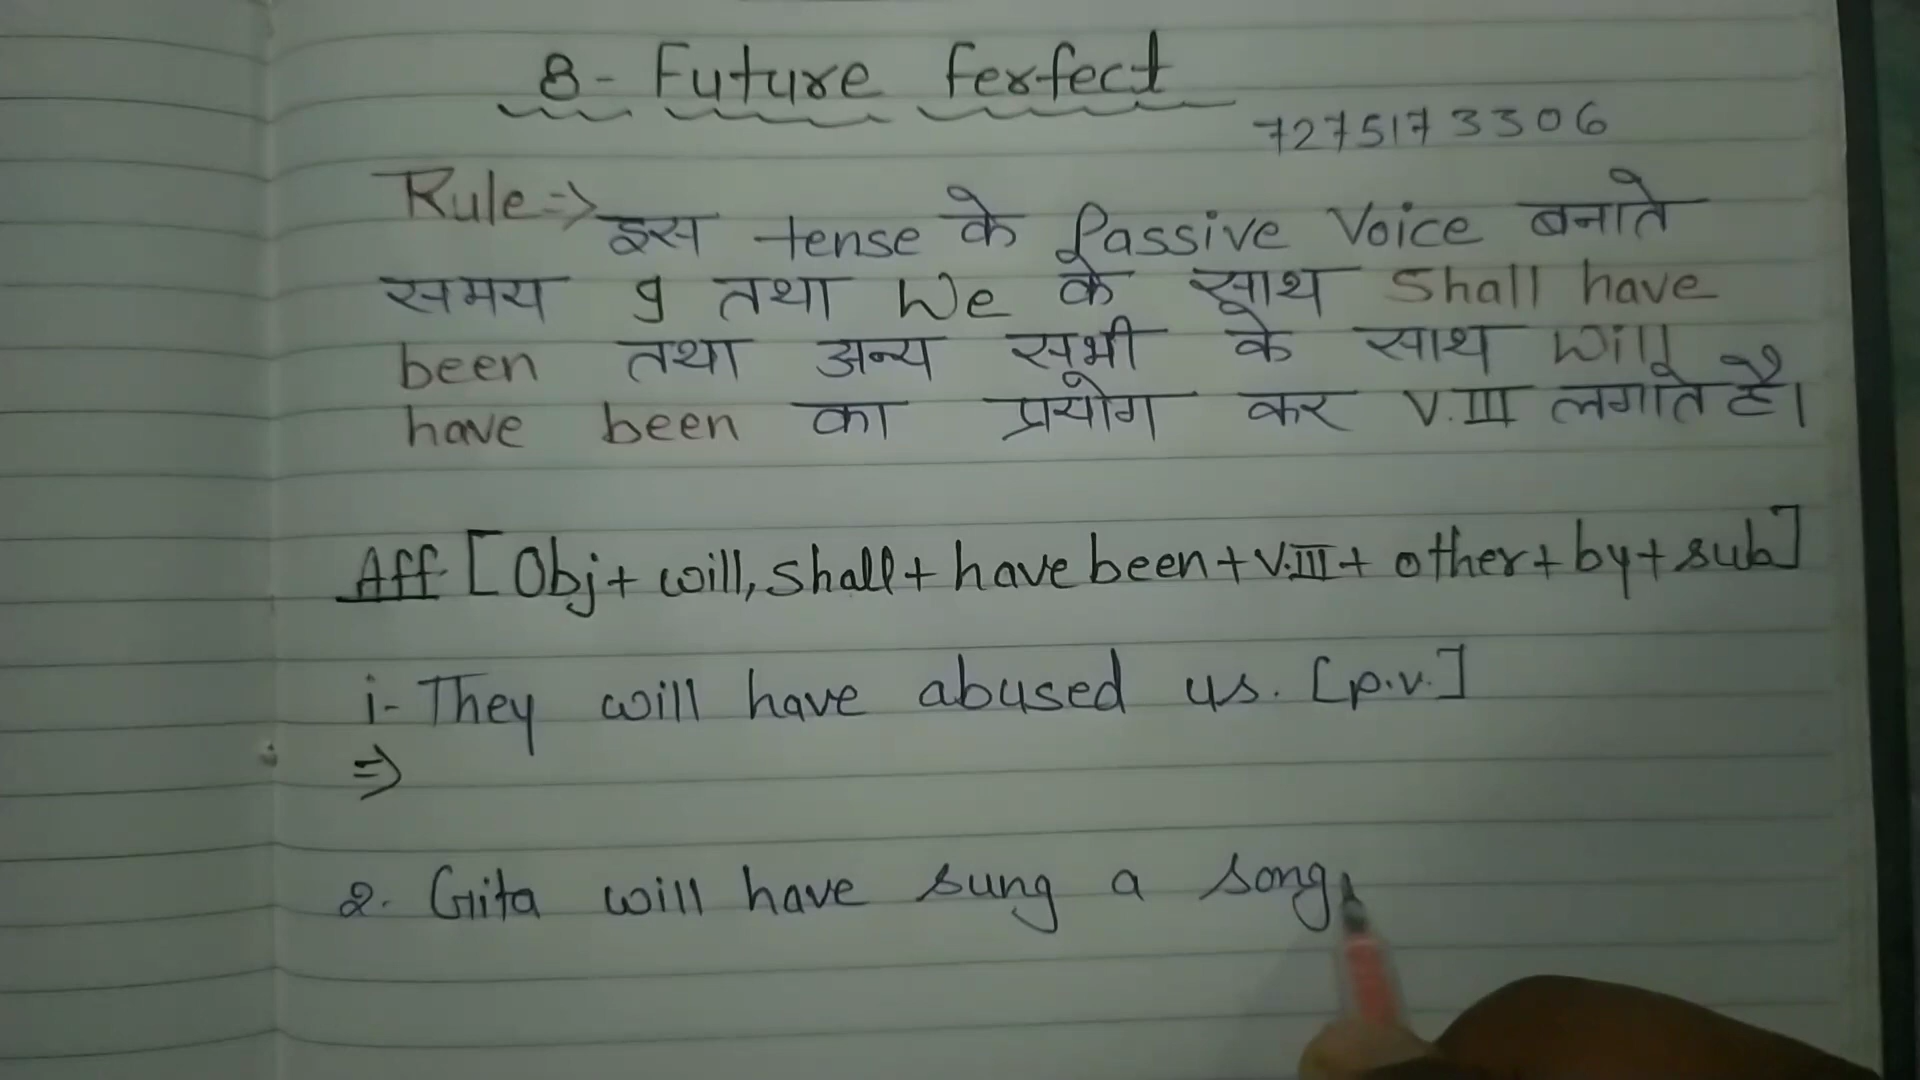 8- Future Perfect
7275173306
Rule=> इस tense के Passive Voice बनाते
समय I तथा We के साथ Shall have
been तथा अन्य सभी के साथ will
have been का प्रयोग कर V.III लगाते है।
Aff [Obj+ will, shall+ have been+V.III+ other+by+sub]
i- They will have abused us. [p.v.]
=>
2. Gita will have sung a song